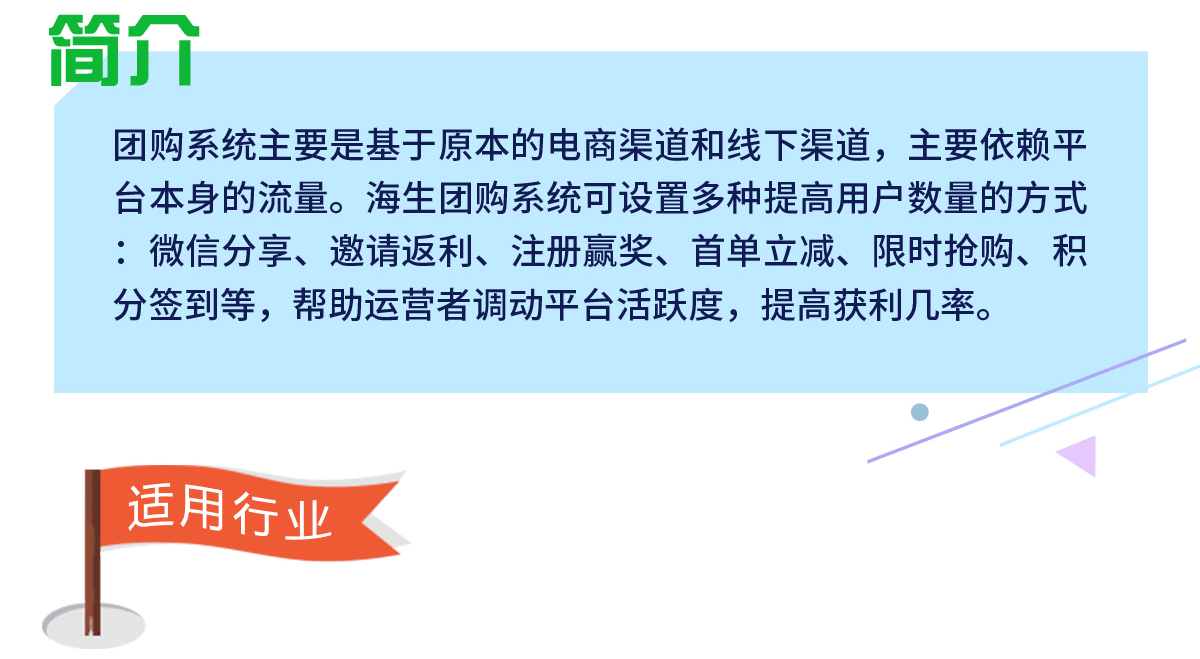 简介
团购系统主要是基于原本的电商渠道和线下渠道，主要依赖平
台本身的流量。海生团购系统可设置多种提高用户数量的方式
：微信分享、邀请返利、注册赢奖、首单立减、限时抢购、积
分签到等，帮助运营者调动平台活跃度，提高获利几率。
适用行业